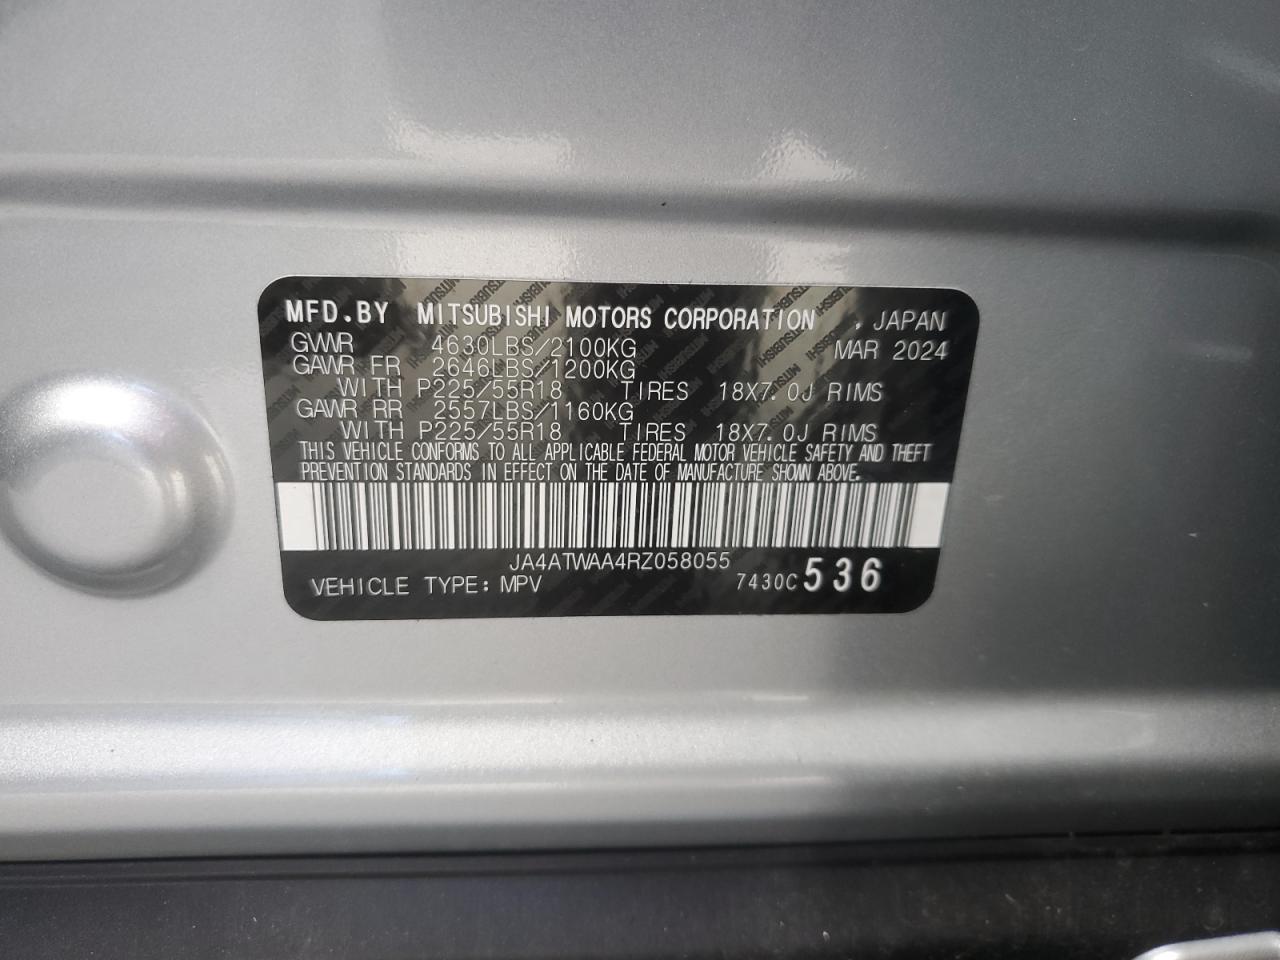 MFD.BY MITSUBISHI MOTORS CORPORATION , JAPAN
GVWR 4630LBS/2100KG MAR 2024
GAWR FR 2646LBS/1200KG
WITH P225/55R18 TIRES 18X7.0J RIMS
GAWR RR 2557LBS/1160KG
WITH P225/55R18 TIRES 18X7.0J RIMS
THIS VEHICLE CONFORMS TO ALL APPLICABLE FEDERAL MOTOR VEHICLE SAFETY AND THEFT
PREVENTION STANDARDS IN EFFECT ON THE DATE OF MANUFACTURE SHOWN ABOVE.
JA4ATWAA4RZ058055
VEHICLE TYPE: MPV 7430C 536